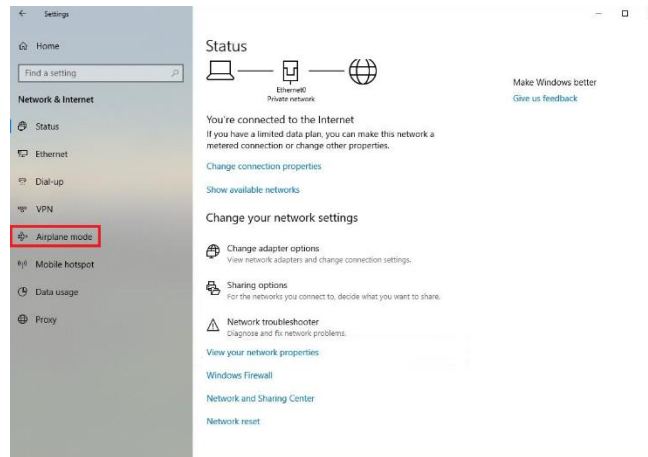 Settings
Home
Find a setting
Network & Internet
Status
Ethernet
Dial-up
VPN
Airplane mode
Mobile hotspot
Data usage
Proxy
Status
Ethernet0
Private network
You're connected to the Internet
If you have a limited data plan, you can make this network a
metered connection or change other properties.
Change connection properties
Show available networks
Change your network settings
Change adapter options
View network adapters and change connection settings.
Sharing options
For the networks you connect to, decide what you want to share.
Network troubleshooter
Diagnose and fix network problems.
View your network properties
Windows Firewall
Network and Sharing Center
Network reset
Make Windows better
Give us feedback